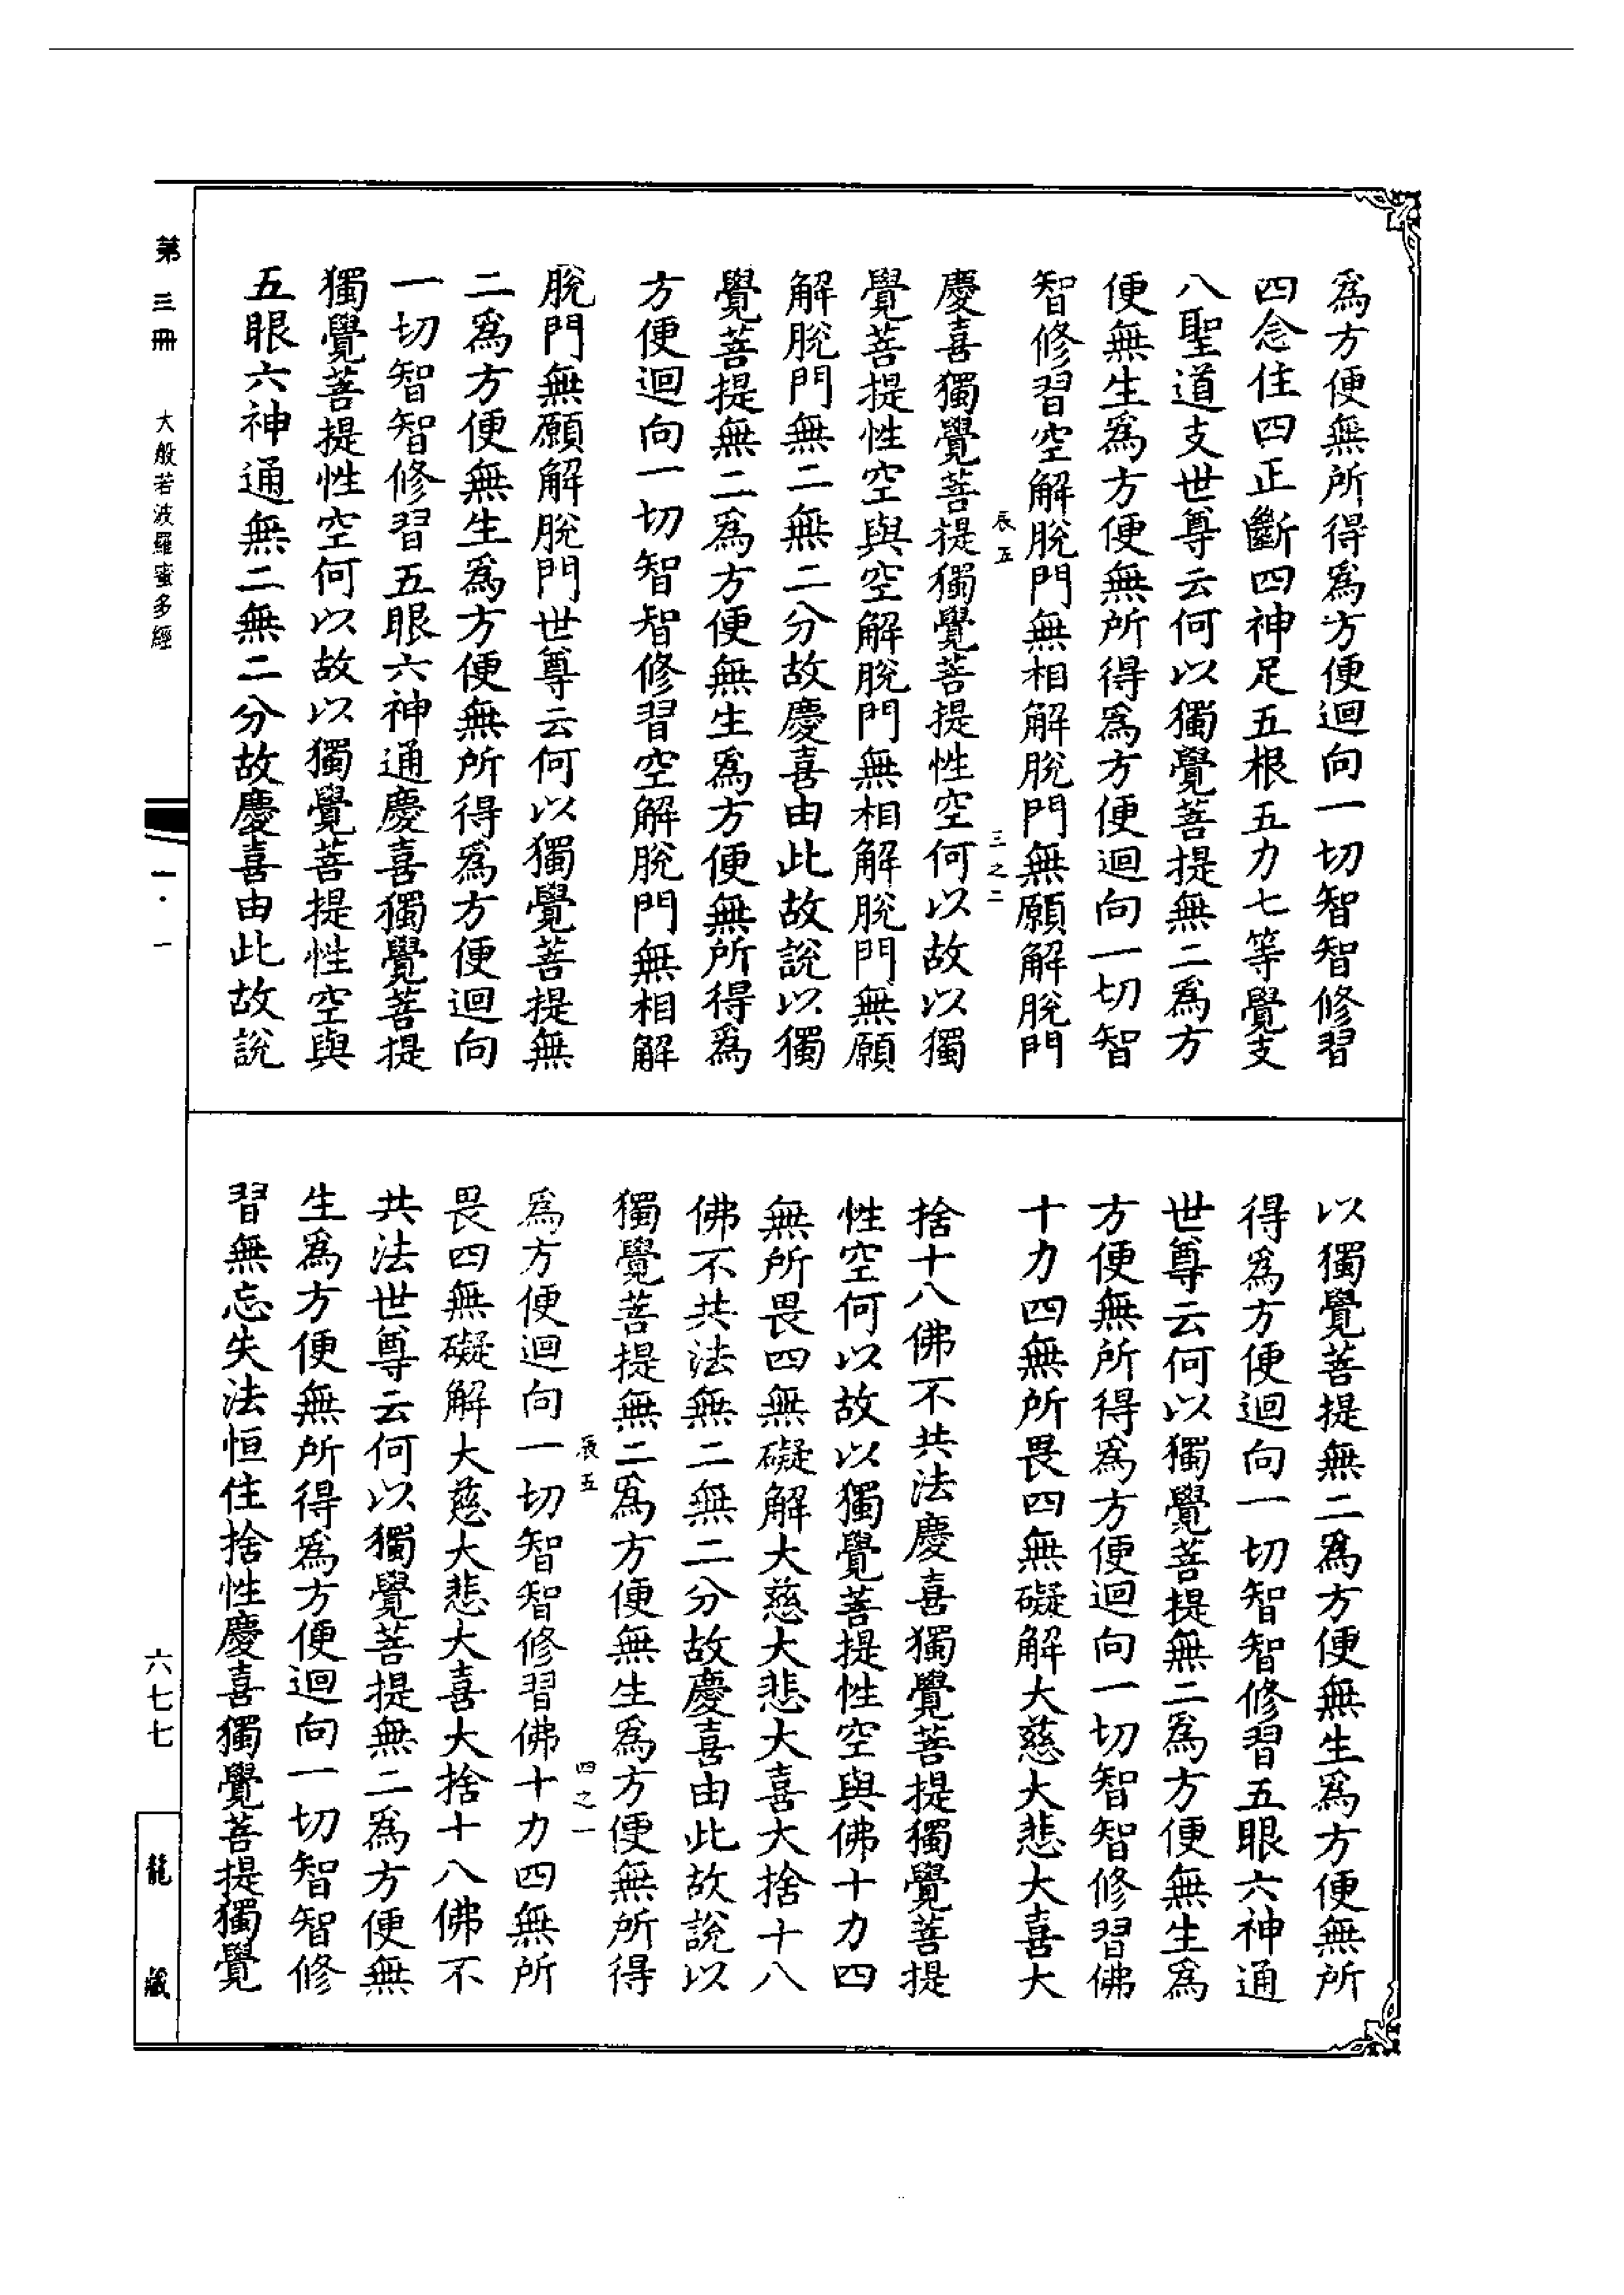 為方便無所得為方便迴向一切智智修習
四念住四正斷四神足五根五力七等覺支
八聖道支世尊云何以獨覺菩提無二為方
便無生為方便無所得為方便迴向一切智
智修習空解脫門無相解脫門無願解脫門
辰五 三之二
慶喜獨覺菩提獨覺菩提性空何以故以獨
覺菩提性空與空解脫門無相解脫門無願
解脫門無二無二分故慶喜由此故說以獨
覺菩提無二為方便無生為方便無所得為
方便迴向一切智智修習空解脫門無相解
脫門無願解脫門世尊云何以獨覺菩提無
二為方便無生為方便無所得為方便迴向
一切智智修習五眼六神通慶喜獨覺菩提
獨覺菩提性空何以故以獨覺菩提性空與
五眼六神通無二無二分故慶喜由此故說
以獨覺菩提無二為方便無生為方便無所
得為方便迴向一切智智修習五眼六神通
世尊云何以獨覺菩提無二為方便無生為
方便無所得為方便迴向一切智智修習佛
十力四無所畏四無礙解大慈大悲大喜大
捨十八佛不共法慶喜獨覺菩提獨覺菩提
性空何以故以獨覺菩提性空與佛十力四
無所畏四無礙解大慈大悲大喜大捨十八
佛不共法無二無二分故慶喜由此故說以
獨覺菩提無二為方便無生為方便無所得
辰五 四之一
為方便迴向一切智智修習佛十力四無所
畏四無礙解大慈大悲大喜大捨十八佛不
共法世尊云何以獨覺菩提無二為方便無
生為方便無所得為方便迴向一切智智修
習無忘失法恒住捨性慶喜獨覺菩提獨覺
第三冊 大般若波羅蜜多經 一·一
六七七
龍藏